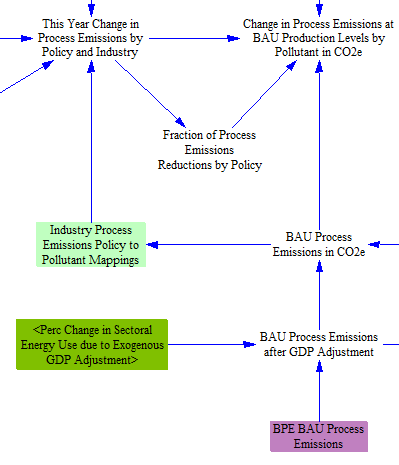 This Year Change in
Process Emissions by
Policy and Industry
Change in Process Emissions at
BAU Production Levels by
Pollutant in CO2e
Fraction of Process
Emissions
Reductions by Policy
Industry Process
Emissions Policy to
Pollutant Mappings
BAU Process
Emissions in CO2e
<Perc Change in Sectoral
Energy Use due to Exogenous
GDP Adjustment>
BAU Process Emissions
after GDP Adjustment
BPE BAU Process
Emissions